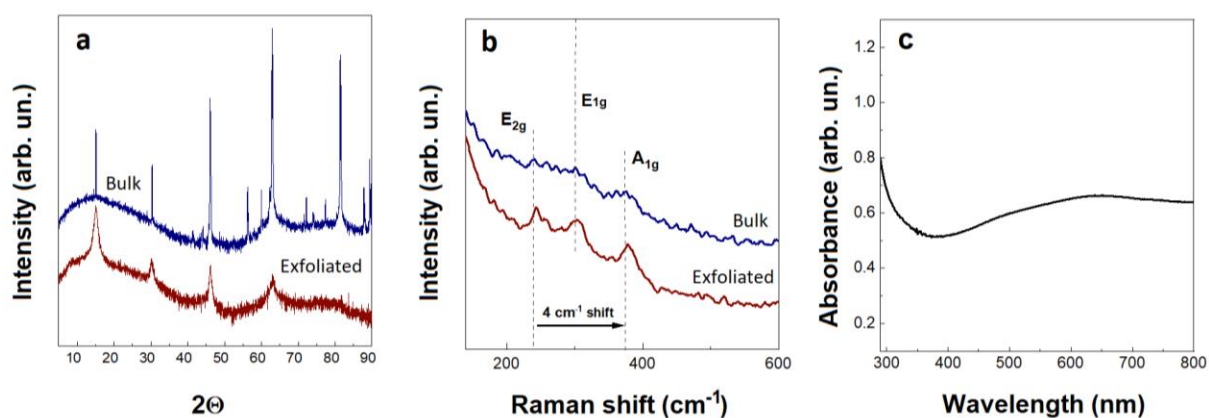 a
Intensity (arb. un.)
Bulk
Exfoliated
5 10 20 30 40 50 60 70 80 90
2Θ
b
Intensity (arb. un.)
E2g
E1g
A1g
Bulk
Exfoliated
4 cm-1 shift
200 400 600
Raman shift (cm-1)
c
Absorbance (arb. un.)
1.2
1.0
0.8
0.6
0.4
0.2
300 400 500 600 700 800
Wavelength (nm)